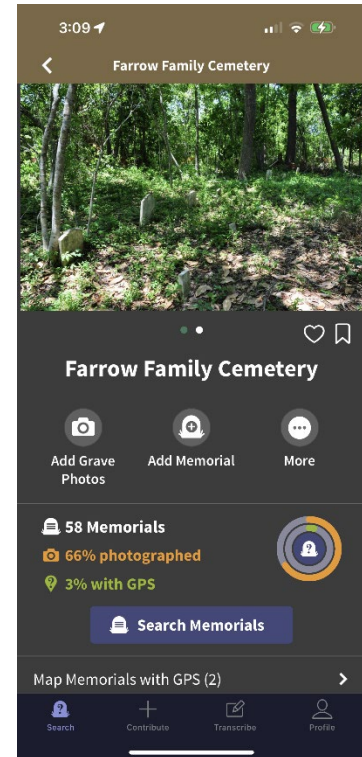 3:09
Farrow Family Cemetery
Farrow Family Cemetery
Add Grave
Photos
Add Memorial
More
58 Memorials
66% photographed
3% with GPS
Search Memorials
Map Memorials with GPS (2)
Search
Contribute
Transcribe
Profile